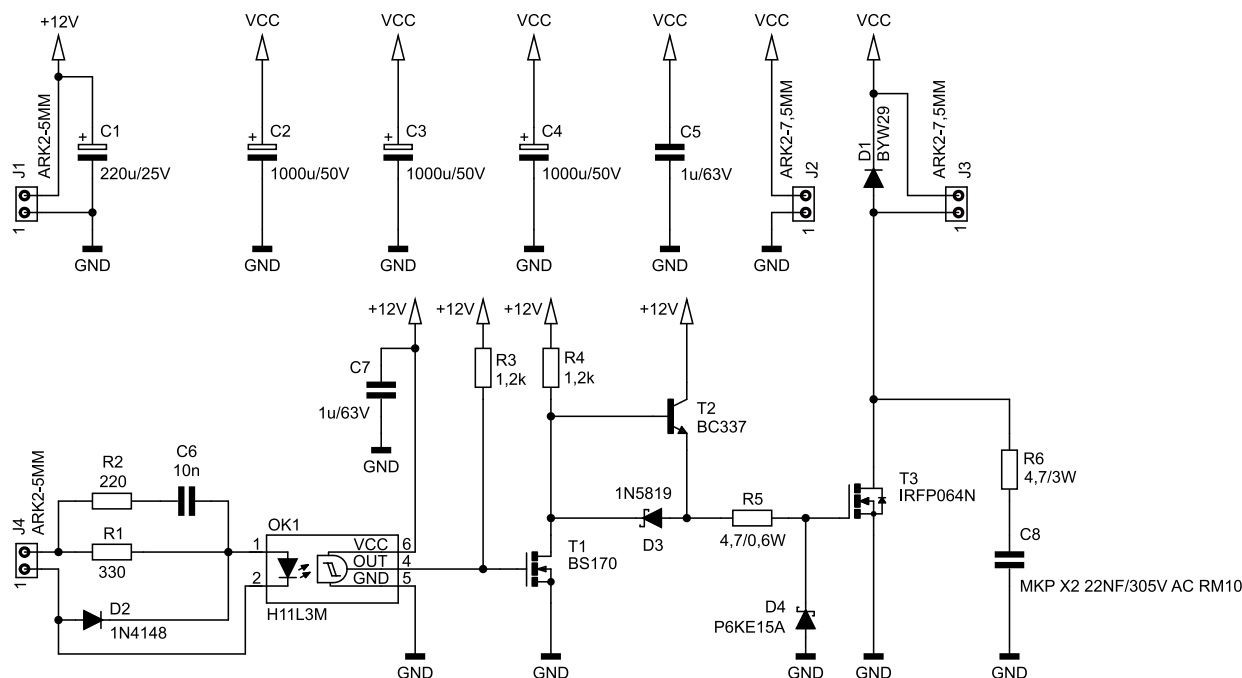 +12V
VCC
VCC
VCC
VCC
VCC
VCC
ARK2-5MM
J1
1
C1
+
220u/25V
GND
C2
+
1000u/50V
GND
C3
+
1000u/50V
GND
C4
+
1000u/50V
GND
C5
1u/63V
GND
ARK2-7,5MM
J2
1
GND
D1
BYW29
ARK2-7,5MM
J3
1
+12V
+12V
+12V
+12V
C7
1u/63V
GND
R3
1,2k
R4
1,2k
T2
BC337
J4
ARK2-5MM
1
R2
220
C6
10n
R1
330
D2
1N4148
OK1
1
2
VCC
OUT
GND
6
4
5
H11L3M
GND
T1
BS170
GND
1N5819
D3
R5
4,7/0,6W
D4
P6KE15A
GND
T3
IRFP064N
GND
R6
4,7/3W
C8
MKP X2 22NF/305V AC RM10
GND